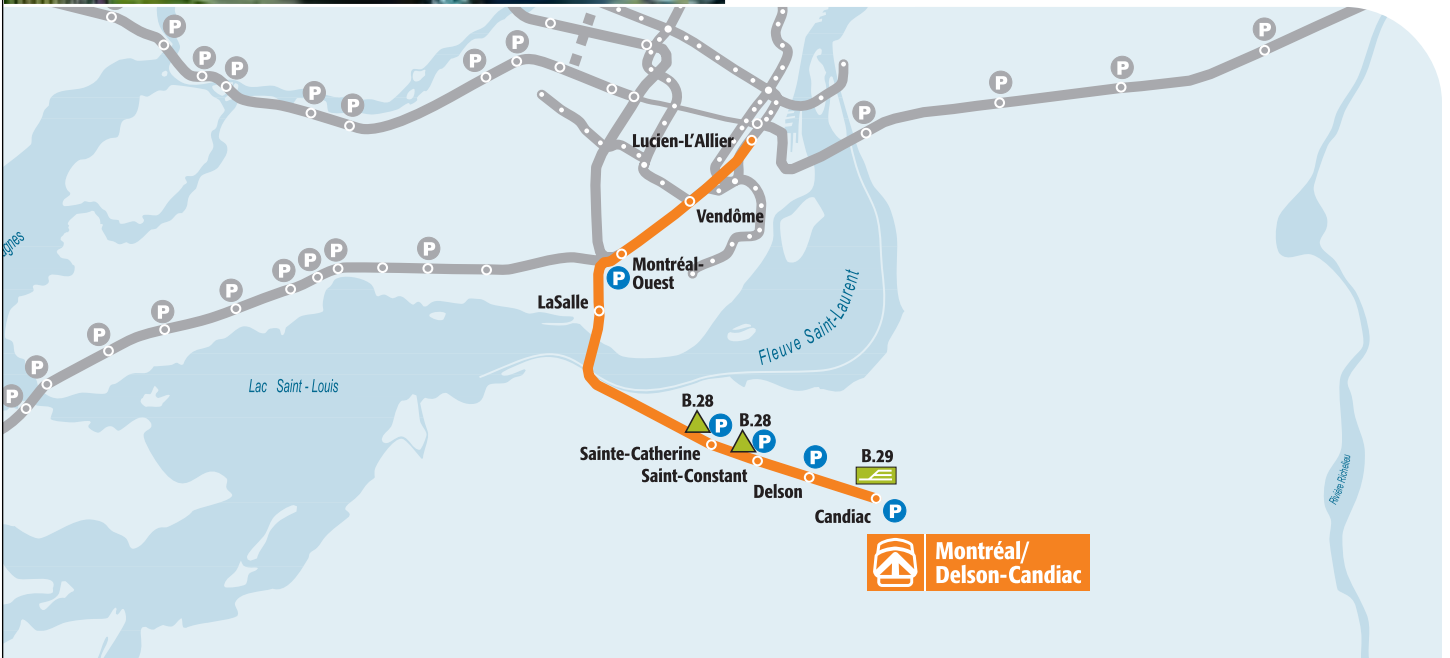 P
P
P
P
P
P
P
P
P
P
P
P
Lucien-L'Allier
Vendôme
P
P
P
P
Montréal-
Ouest
P
LaSalle
P
P
P
P
P
Fleuve Saint-Laurent
Lac Saint-Louis
B.28
P
B.28
P
Sainte-Catherine
Saint-Constant
P
Delson
B.29
Candiac
P
Rivière Richelieu
Montréal/
Delson-Candiac